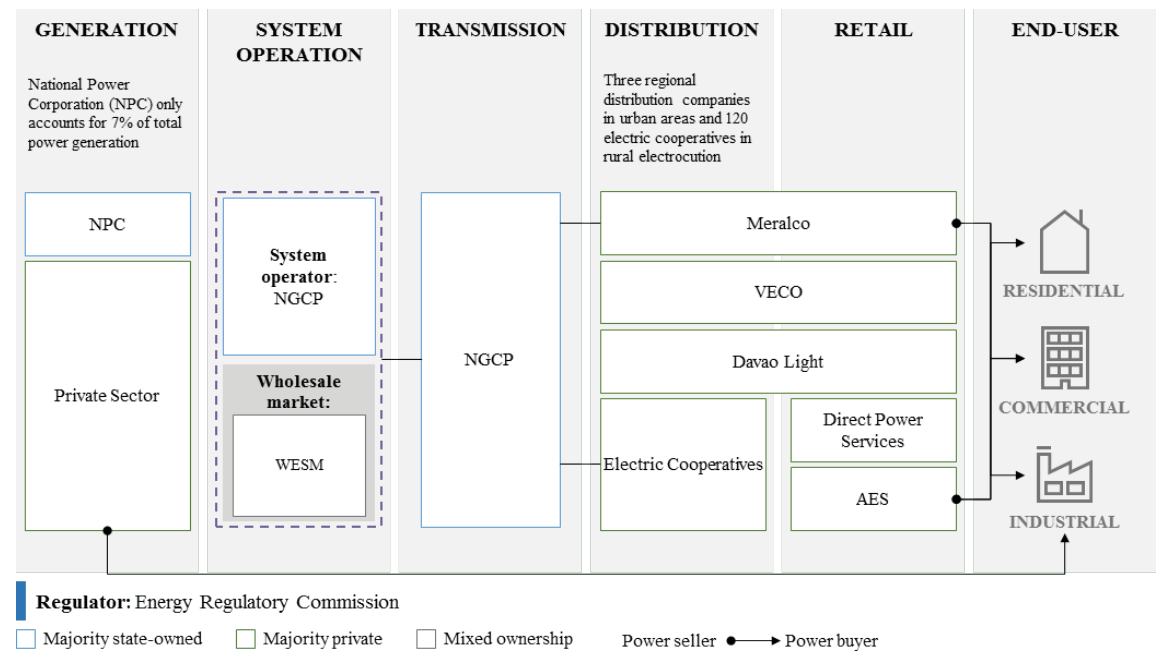 GENERATION
National Power
Corporation (NPC) only
accounts for 7% of total
power generation
NPC
Private Sector
SYSTEM
OPERATION
System
operator:
NGCP
Wholesale
market:
WESM
TRANSMISSION
NGCP
DISTRIBUTION
Three regional
distribution companies
in urban areas and 120
electric cooperatives in
rural electrocution
RETAIL
Meralco
VECO
Davao Light
Electric Cooperatives
Direct Power
Services
AES
END-USER
RESIDENTIAL
COMMERCIAL
INDUSTRIAL
Regulator: Energy Regulatory Commission
Majority state-owned
Majority private
Mixed ownership
Power seller
Power buyer